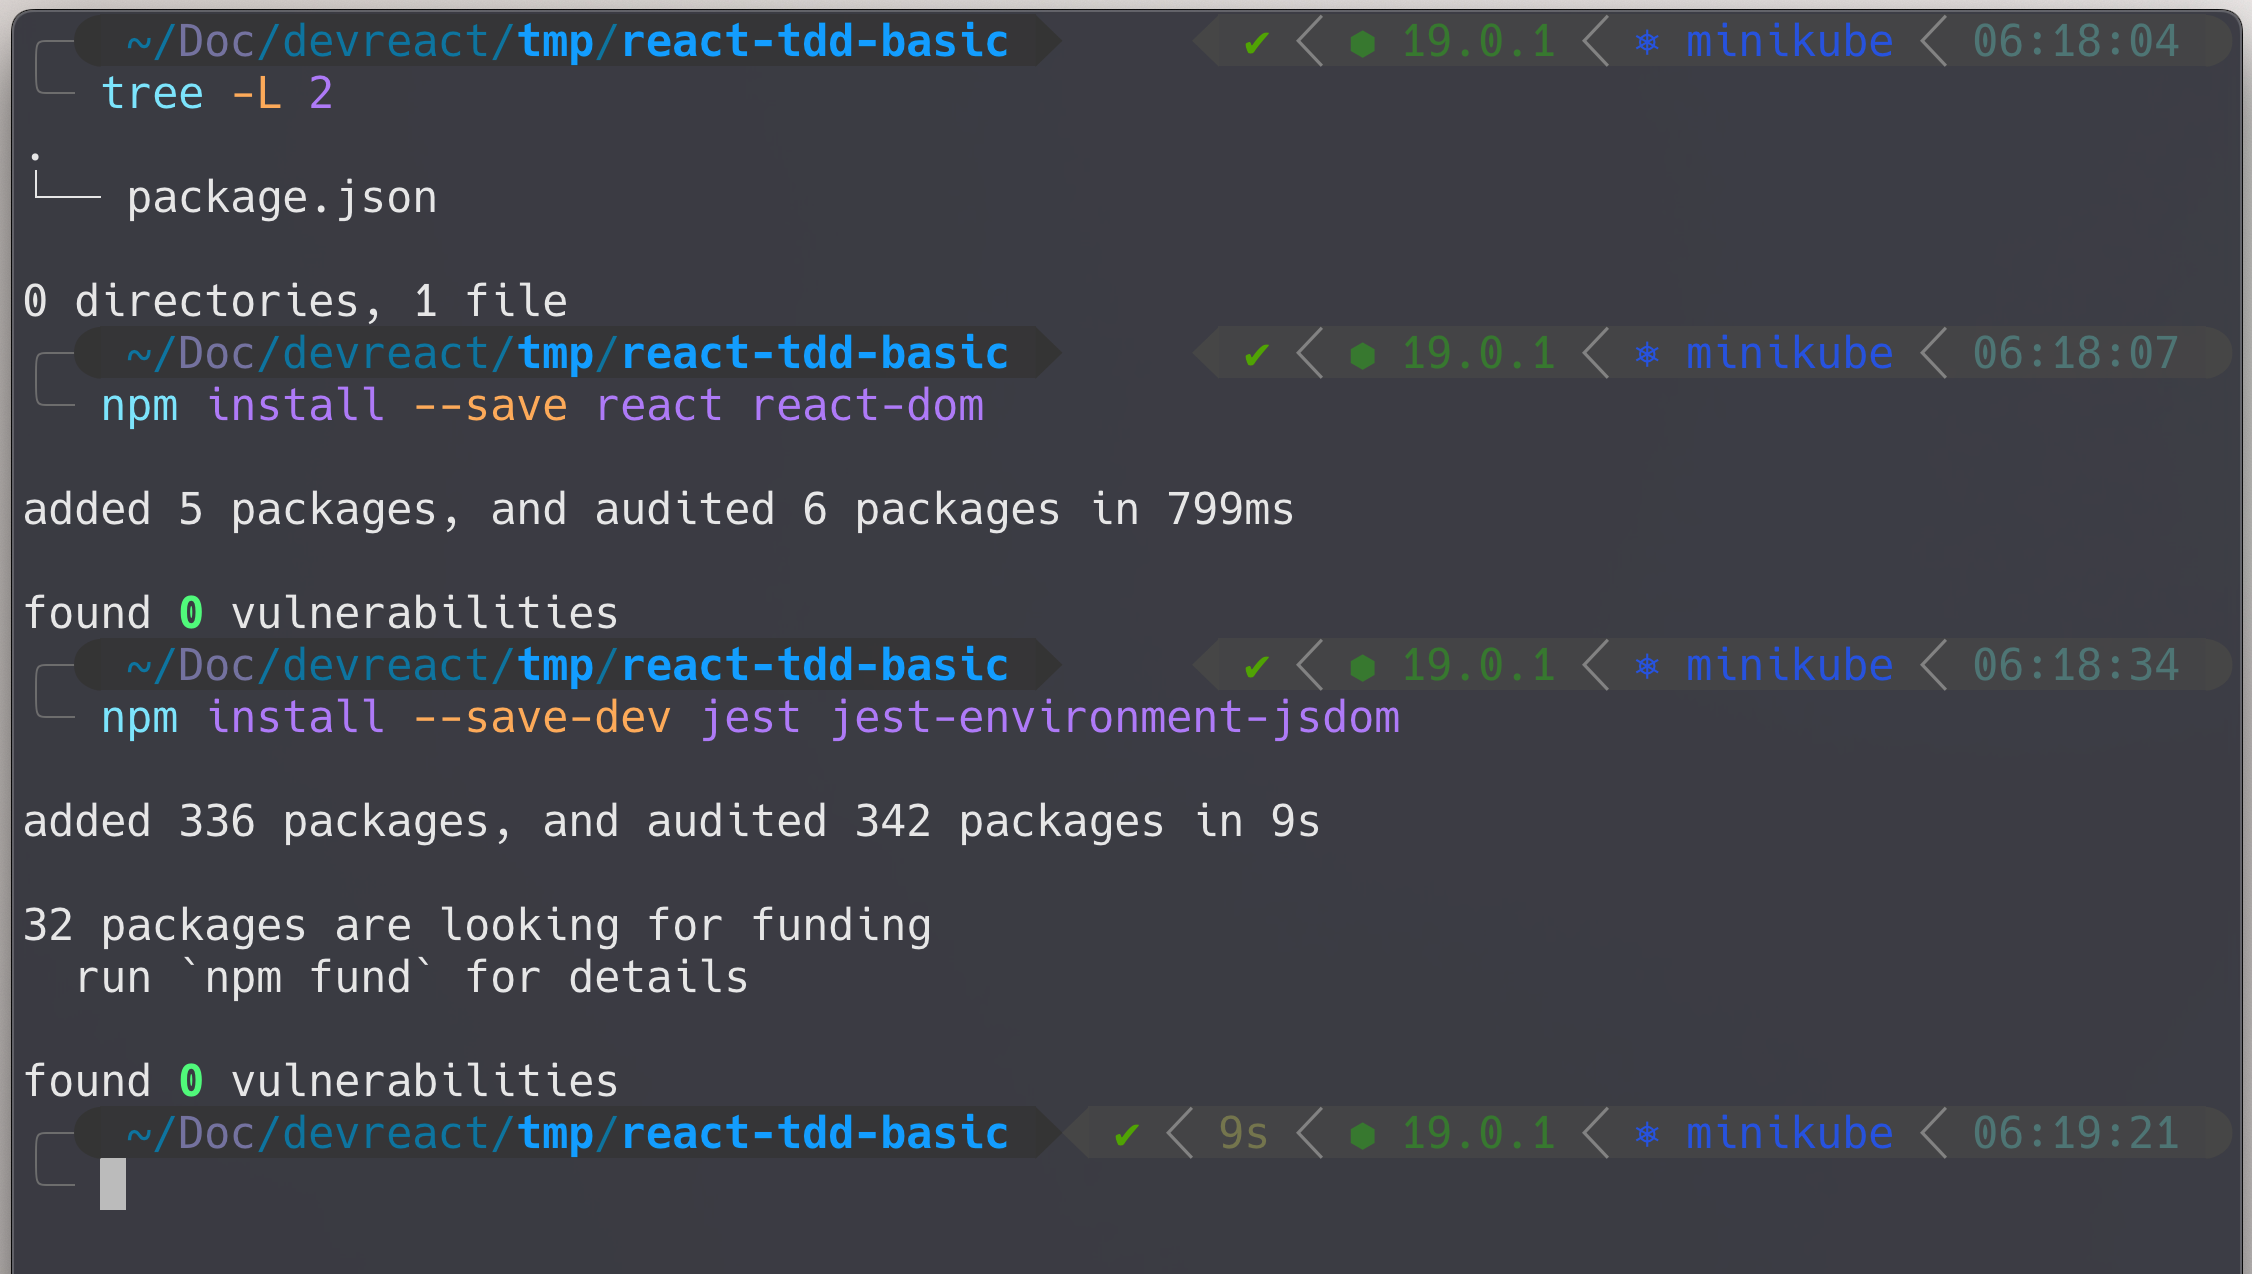 ~/Doc/devreact/tmp/react-tdd-basic ✔ ⬢ 19.0.1 ⎈ minikube 06:18:04
tree -L 2
.
└── package.json
0 directories, 1 file
~/Doc/devreact/tmp/react-tdd-basic ✔ ⬢ 19.0.1 ⎈ minikube 06:18:07
npm install --save react react-dom
added 5 packages, and audited 6 packages in 799ms
found 0 vulnerabilities
~/Doc/devreact/tmp/react-tdd-basic ✔ ⬢ 19.0.1 ⎈ minikube 06:18:34
npm install --save-dev jest jest-environment-jsdom
added 336 packages, and audited 342 packages in 9s
32 packages are looking for funding
  run `npm fund` for details
found 0 vulnerabilities
~/Doc/devreact/tmp/react-tdd-basic ✔ 9s ⬢ 19.0.1 ⎈ minikube 06:19:21